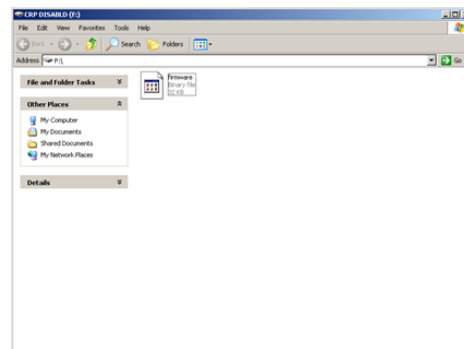 CRP DISABLD (F:)
File Edit View Favorites Tools Help
Back Search Folders
Address F:\ Go
File and Folder Tasks
Other Places
My Computer
My Documents
Shared Documents
My Network Places
Details
firmware
Binary file
32 KB